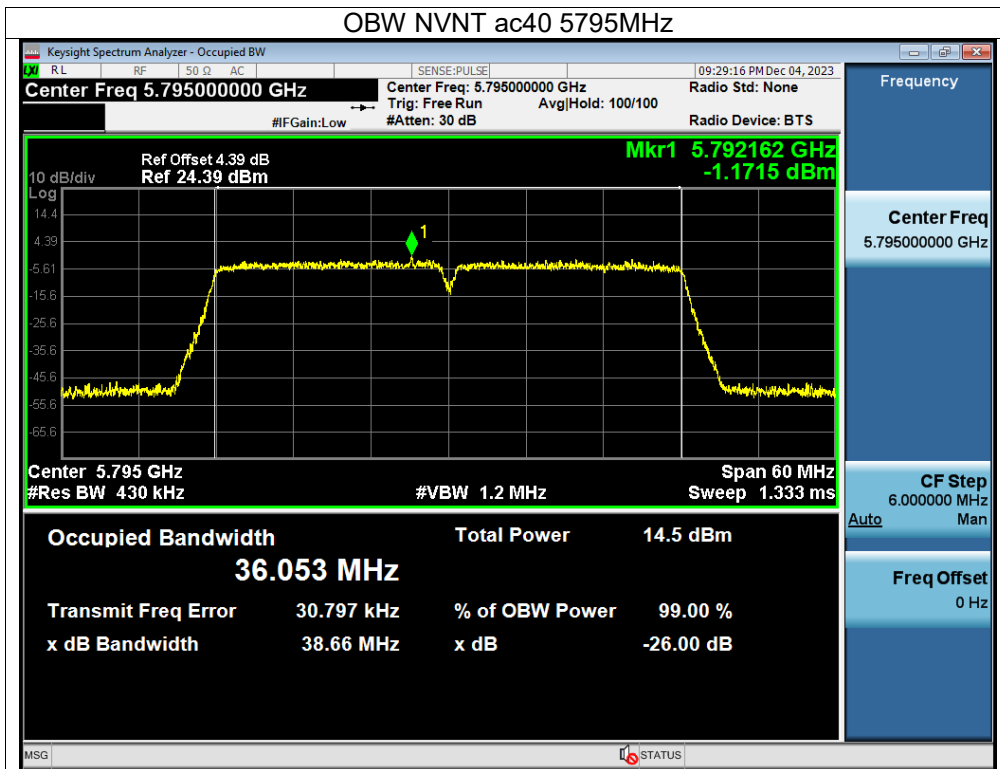 OBW NVNT ac40 5795MHz
Keysight Spectrum Analyzer - Occupied BW
LXI RL RF 50 Ω AC SENSE:PULSE 09:29:16 PM Dec 04, 2023
Center Freq 5.795000000 GHz Center Freq: 5.795000000 GHz Radio Std: None
Trig: Free Run Avg|Hold: 100/100
#IFGain:Low #Atten: 30 dB Radio Device: BTS
Frequency
Mkr1 5.792162 GHz
-1.1715 dBm
Ref Offset 4.39 dB
10 dB/div Ref 24.39 dBm
Log
14.4
4.39
-5.61
-15.6
-25.6
-35.6
-45.6
-55.6
-65.6
1
Center 5.795 GHz Span 60 MHz
#Res BW 430 kHz #VBW 1.2 MHz Sweep 1.333 ms
Center Freq
5.795000000 GHz
CF Step
6.000000 MHz
Auto Man
Freq Offset
0 Hz
Occupied Bandwidth Total Power 14.5 dBm
36.053 MHz
Transmit Freq Error 30.797 kHz % of OBW Power 99.00 %
x dB Bandwidth 38.66 MHz x dB -26.00 dB
MSG STATUS